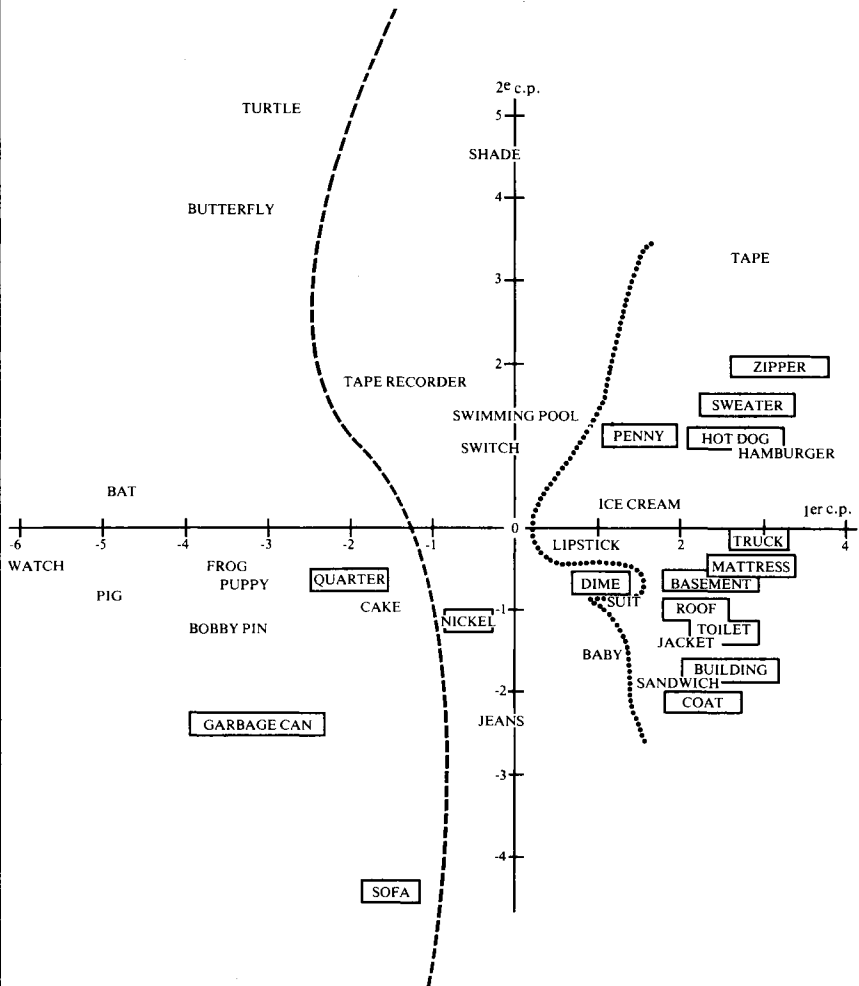 2e c.p.
TURTLE
5
SHADE
4
BUTTERFLY
TAPE
3
2
ZIPPER
TAPE RECORDER
SWEATER
SWIMMING POOL
PENNY
HOT DOG
SWITCH
HAMBURGER
BAT
ICE CREAM
1er c.p.
-6 -5 -4 -3 -2 -1 0 1 2 3 4
LIPSTICK
TRUCK
WATCH
FROG
MATTRESS
PUPPY
QUARTER
DIME
BASEMENT
PIG
CAKE
-1
SUIT
ROOF
BOBBY PIN
NICKEL
TOILET
JACKET
BABY
BUILDING
SANDWICH
-2
COAT
GARBAGE CAN
JEANS
-3
-4
SOFA